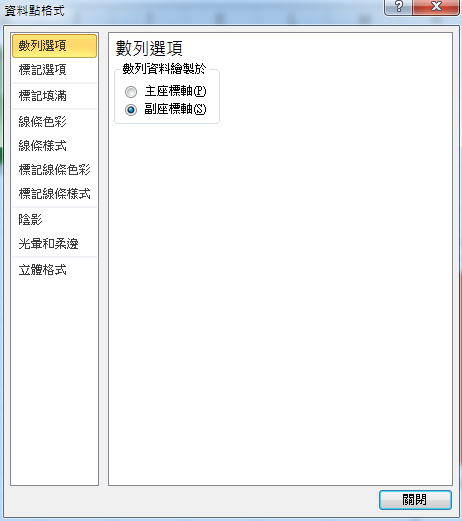 資料點格式
數列選項
標記選項
標記填滿
線條色彩
線條樣式
標記線條色彩
標記線條樣式
陰影
光暈和柔邊
立體格式
數列選項
數列資料繪製於
主座標軸(P)
副座標軸(S)
關閉